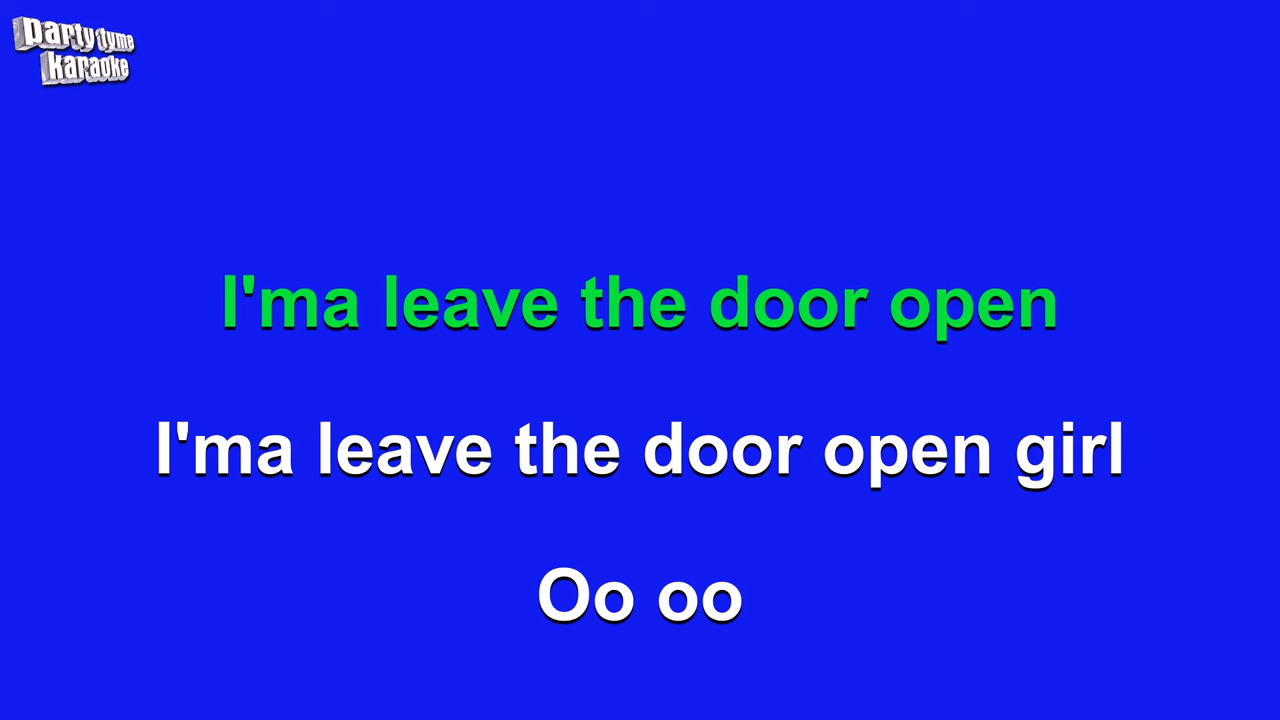 party tyme
karaoke
I'ma leave the door open
I'ma leave the door open girl
Oo oo